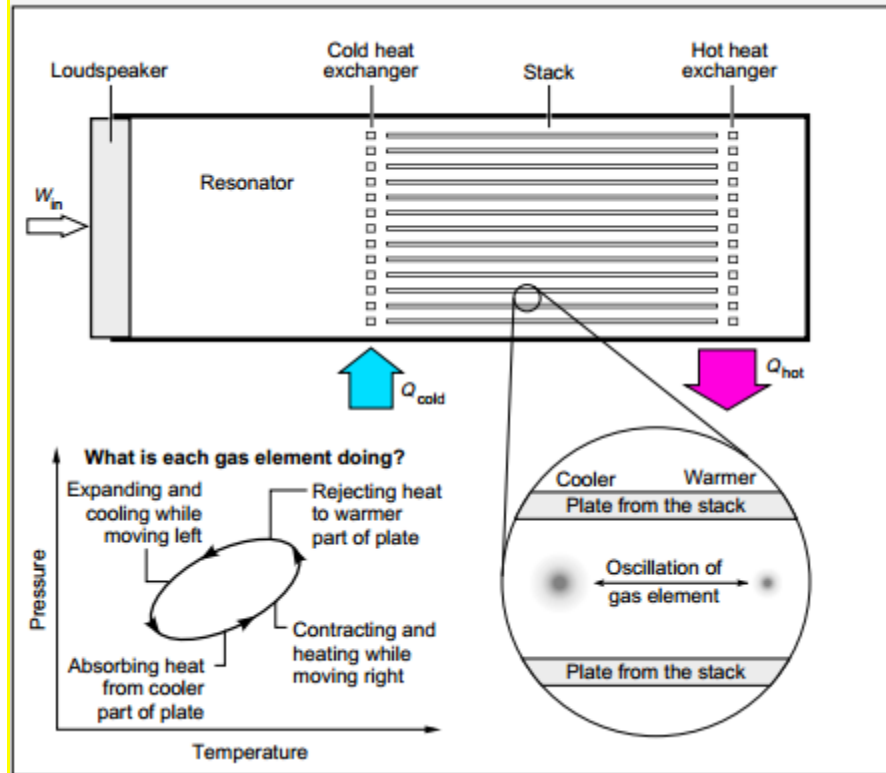 Loudspeaker
Cold heat
exchanger
Stack
Hot heat
exchanger
Resonator
W in
Q cold
Q hot
What is each gas element doing?
Expanding and
cooling while
moving left
Rejecting heat
to warmer
part of plate
Contracting and
heating while
moving right
Absorbing heat
from cooler
part of plate
Pressure
Temperature
Cooler
Warmer
Plate from the stack
Oscillation of
gas element
Plate from the stack